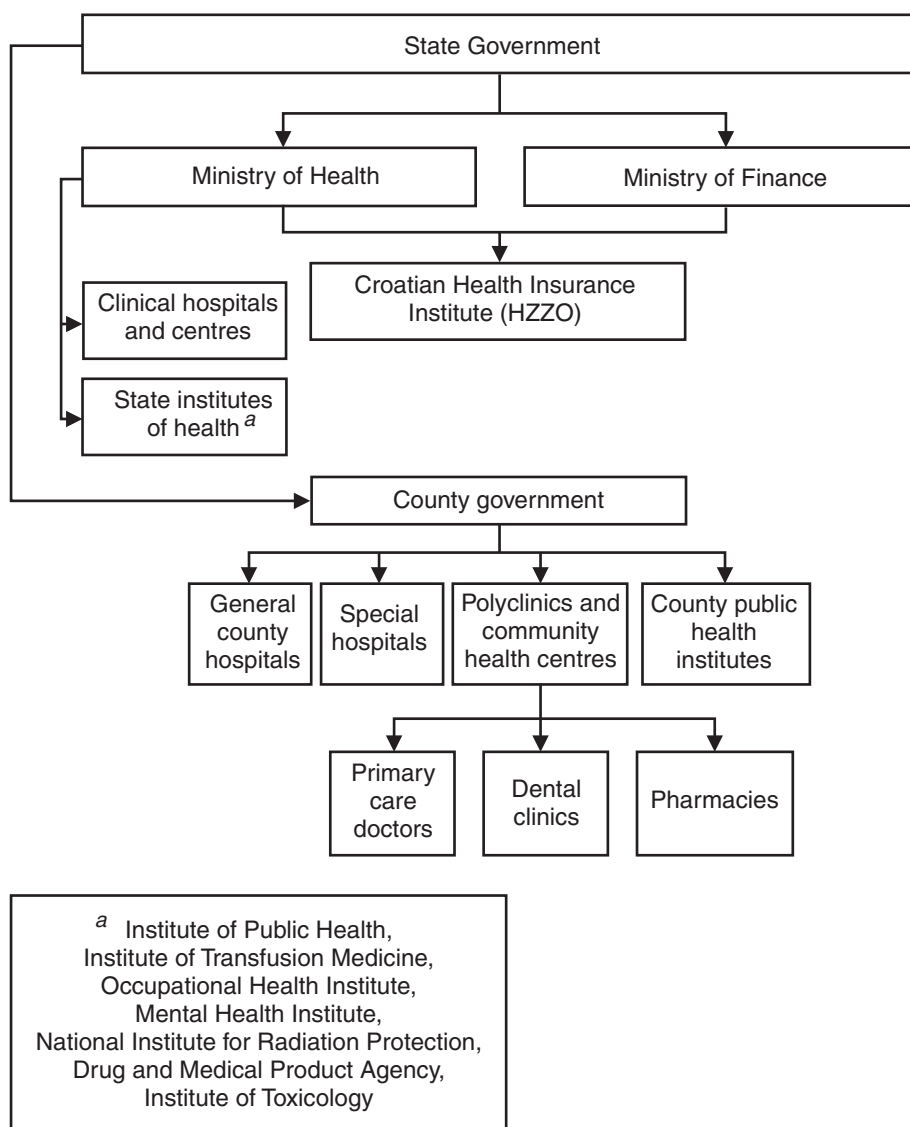 State Government
Ministry of Health
Ministry of Finance
Croatian Health Insurance
Institute (HZZO)
Clinical hospitals
and centres
State institutes
of health a
County government
General
county
hospitals
Special
hospitals
Polyclinics and
community
health centres
County public
health
institutes
Primary
care
doctors
Dental
clinics
Pharmacies
a Institute of Public Health,
Institute of Transfusion Medicine,
Occupational Health Institute,
Mental Health Institute,
National Institute for Radiation Protection,
Drug and Medical Product Agency,
Institute of Toxicology